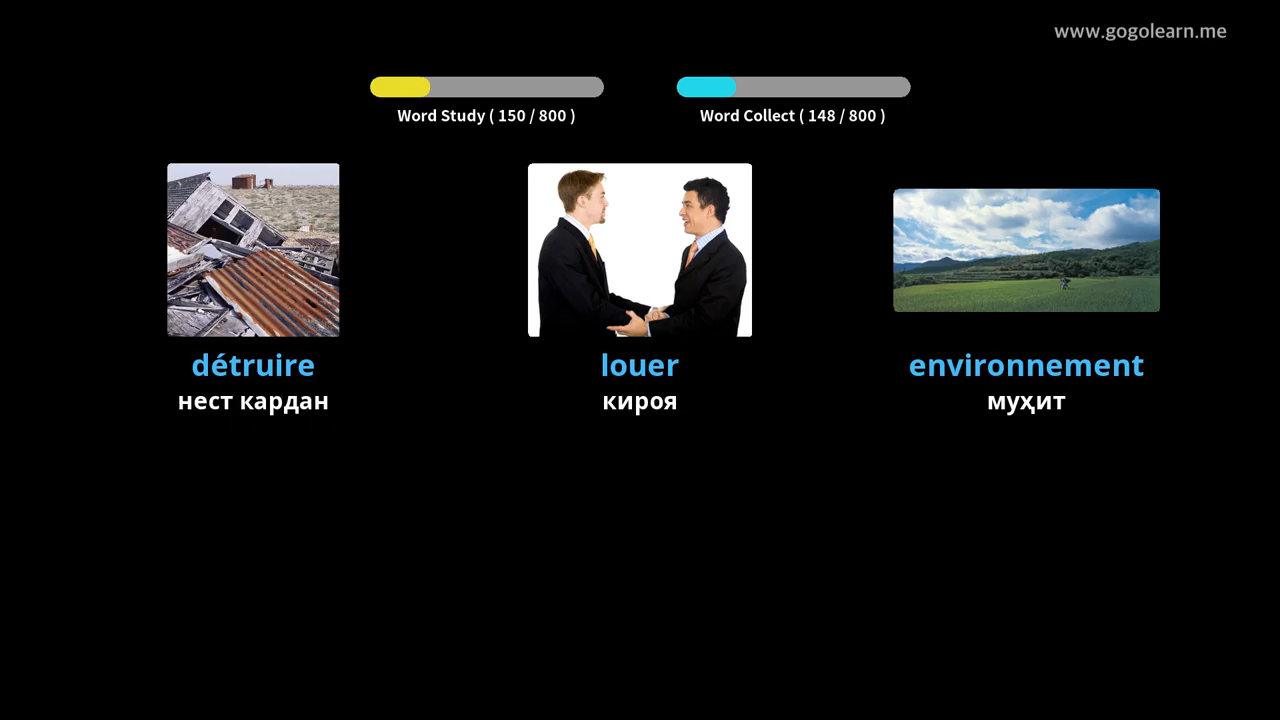 www.gogolearn.me
Word Study ( 150 / 800 )
Word Collect ( 148 / 800 )
détruire
нест кардан
louer
кироя
environnement
муҳит